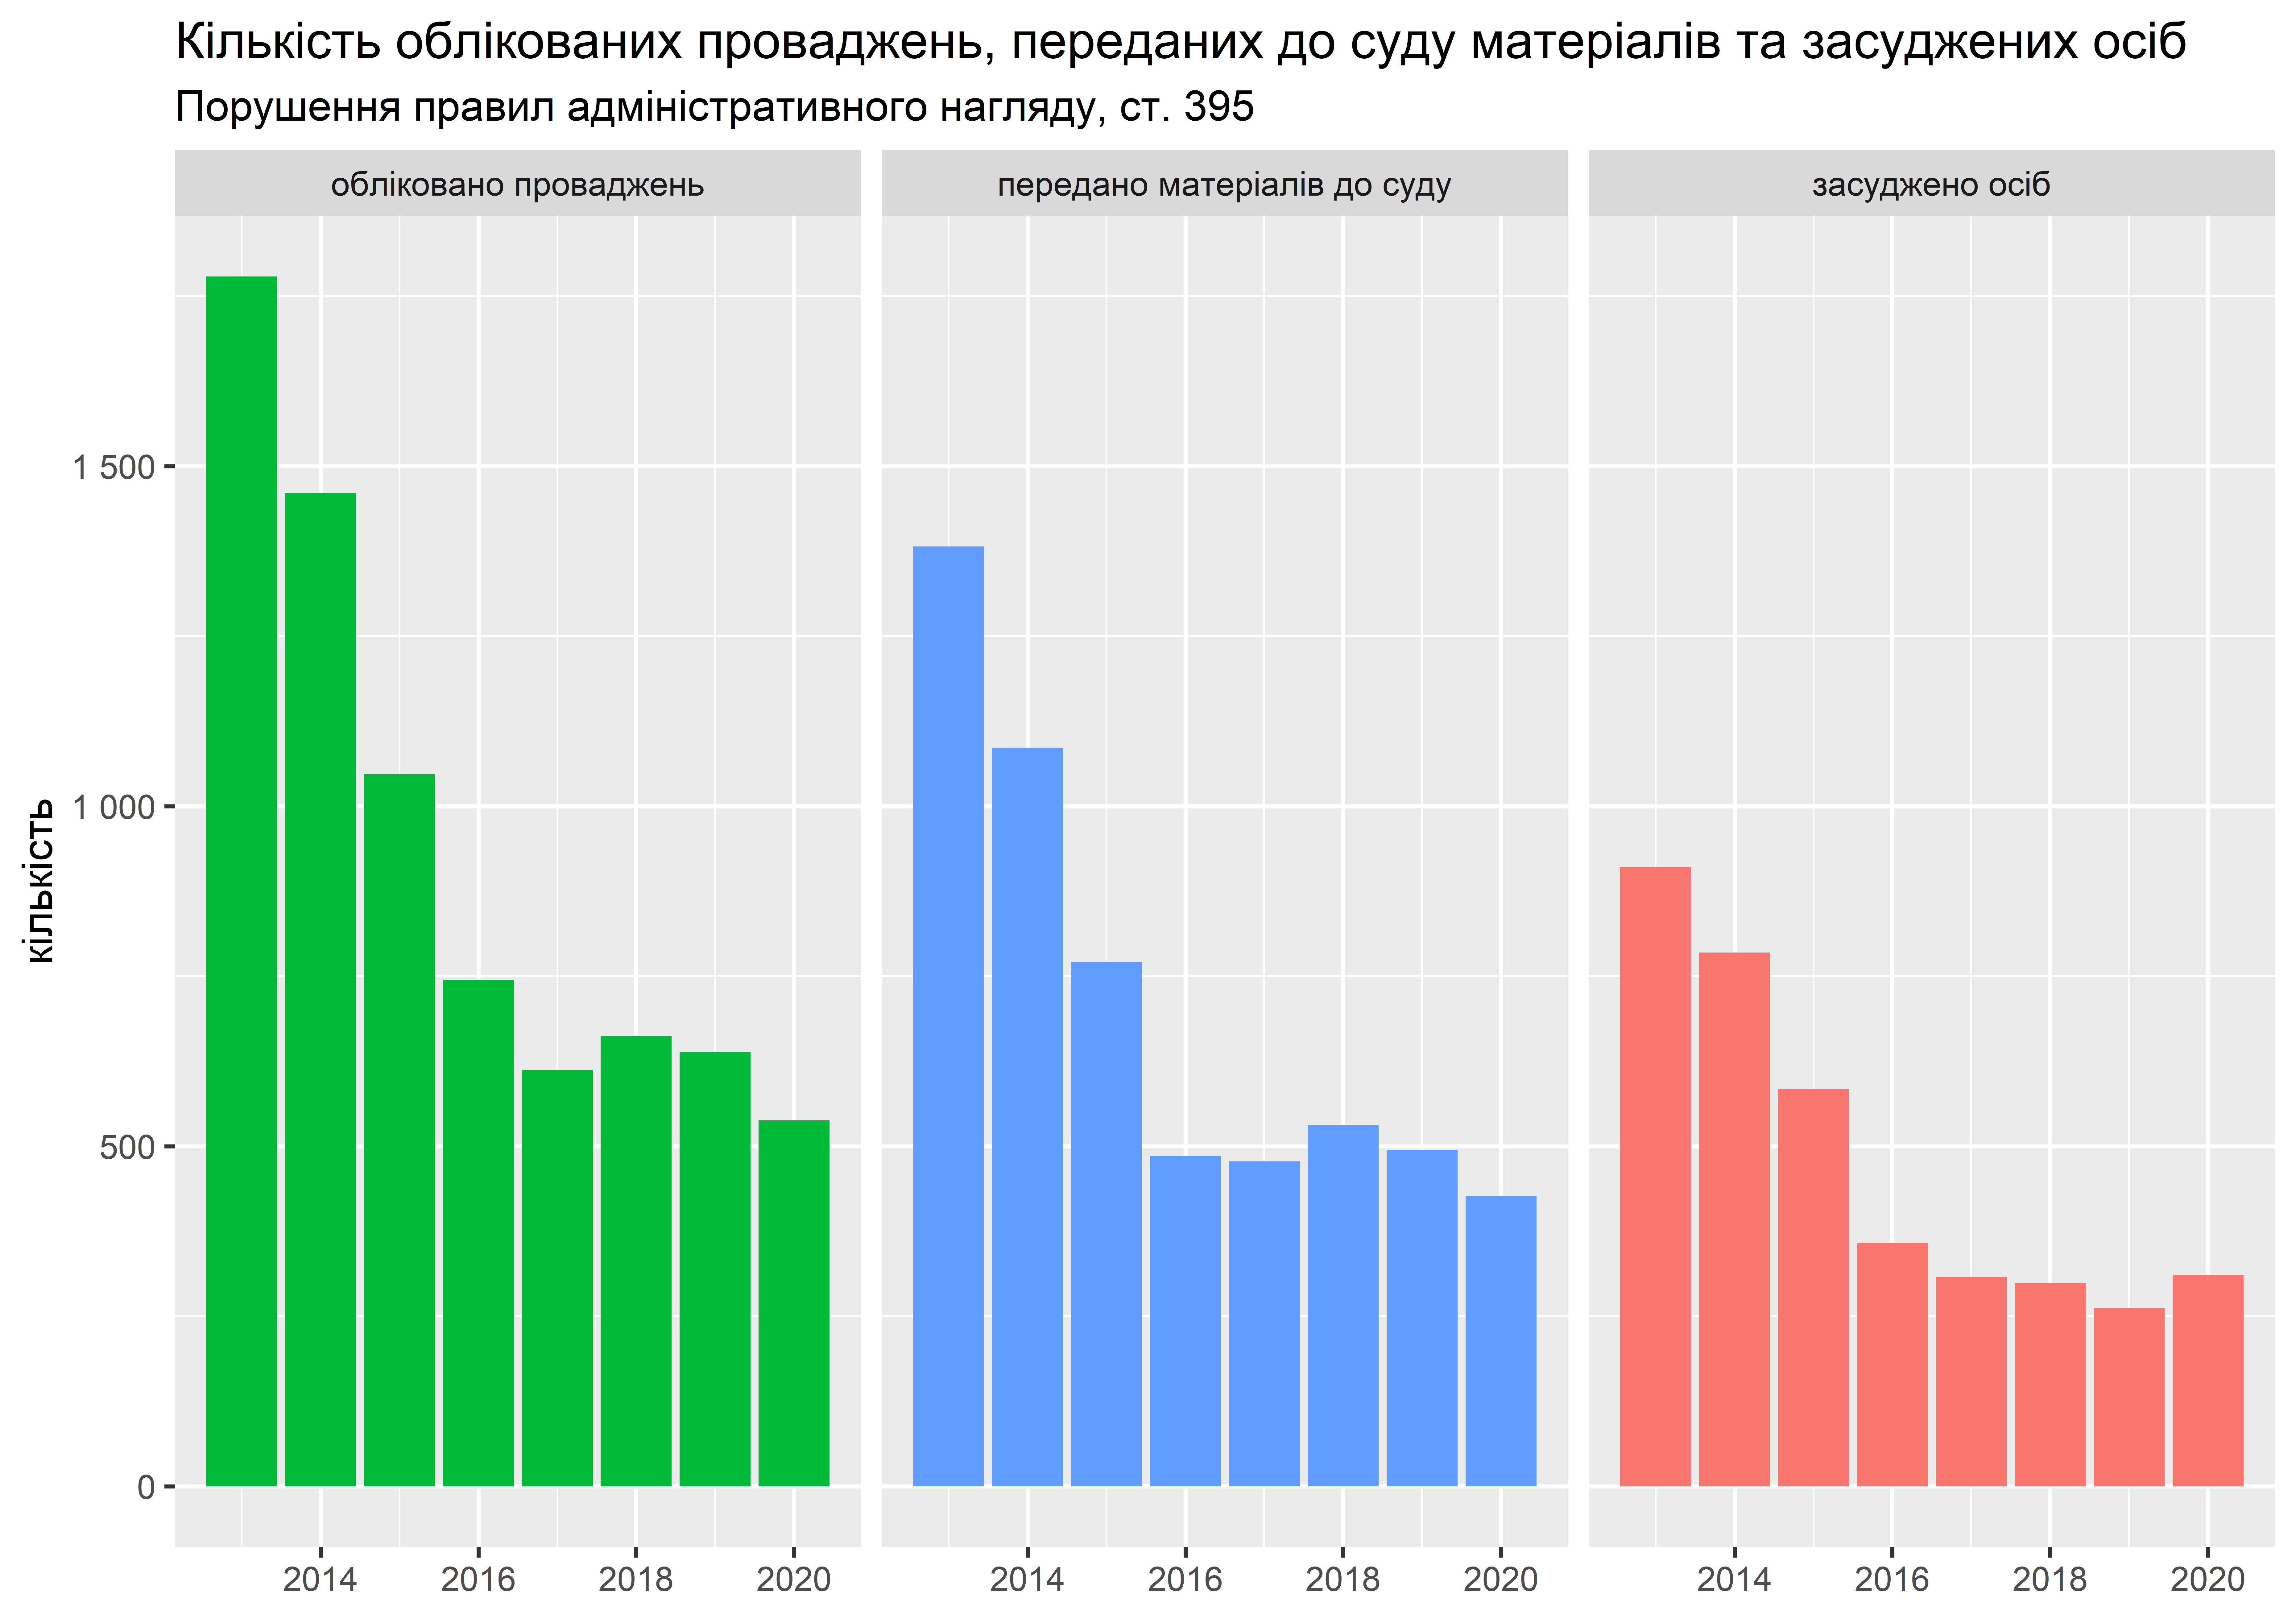 Кількість облікованих проваджень, переданих до суду матеріалів та засуджених осіб
Порушення правил адміністративного нагляду, ст. 395
обліковано проваджень
передано матеріалів до суду
засуджено осіб
кількість
1 500
1 000
500
0
2014 2016 2018 2020
2014 2016 2018 2020
2014 2016 2018 2020